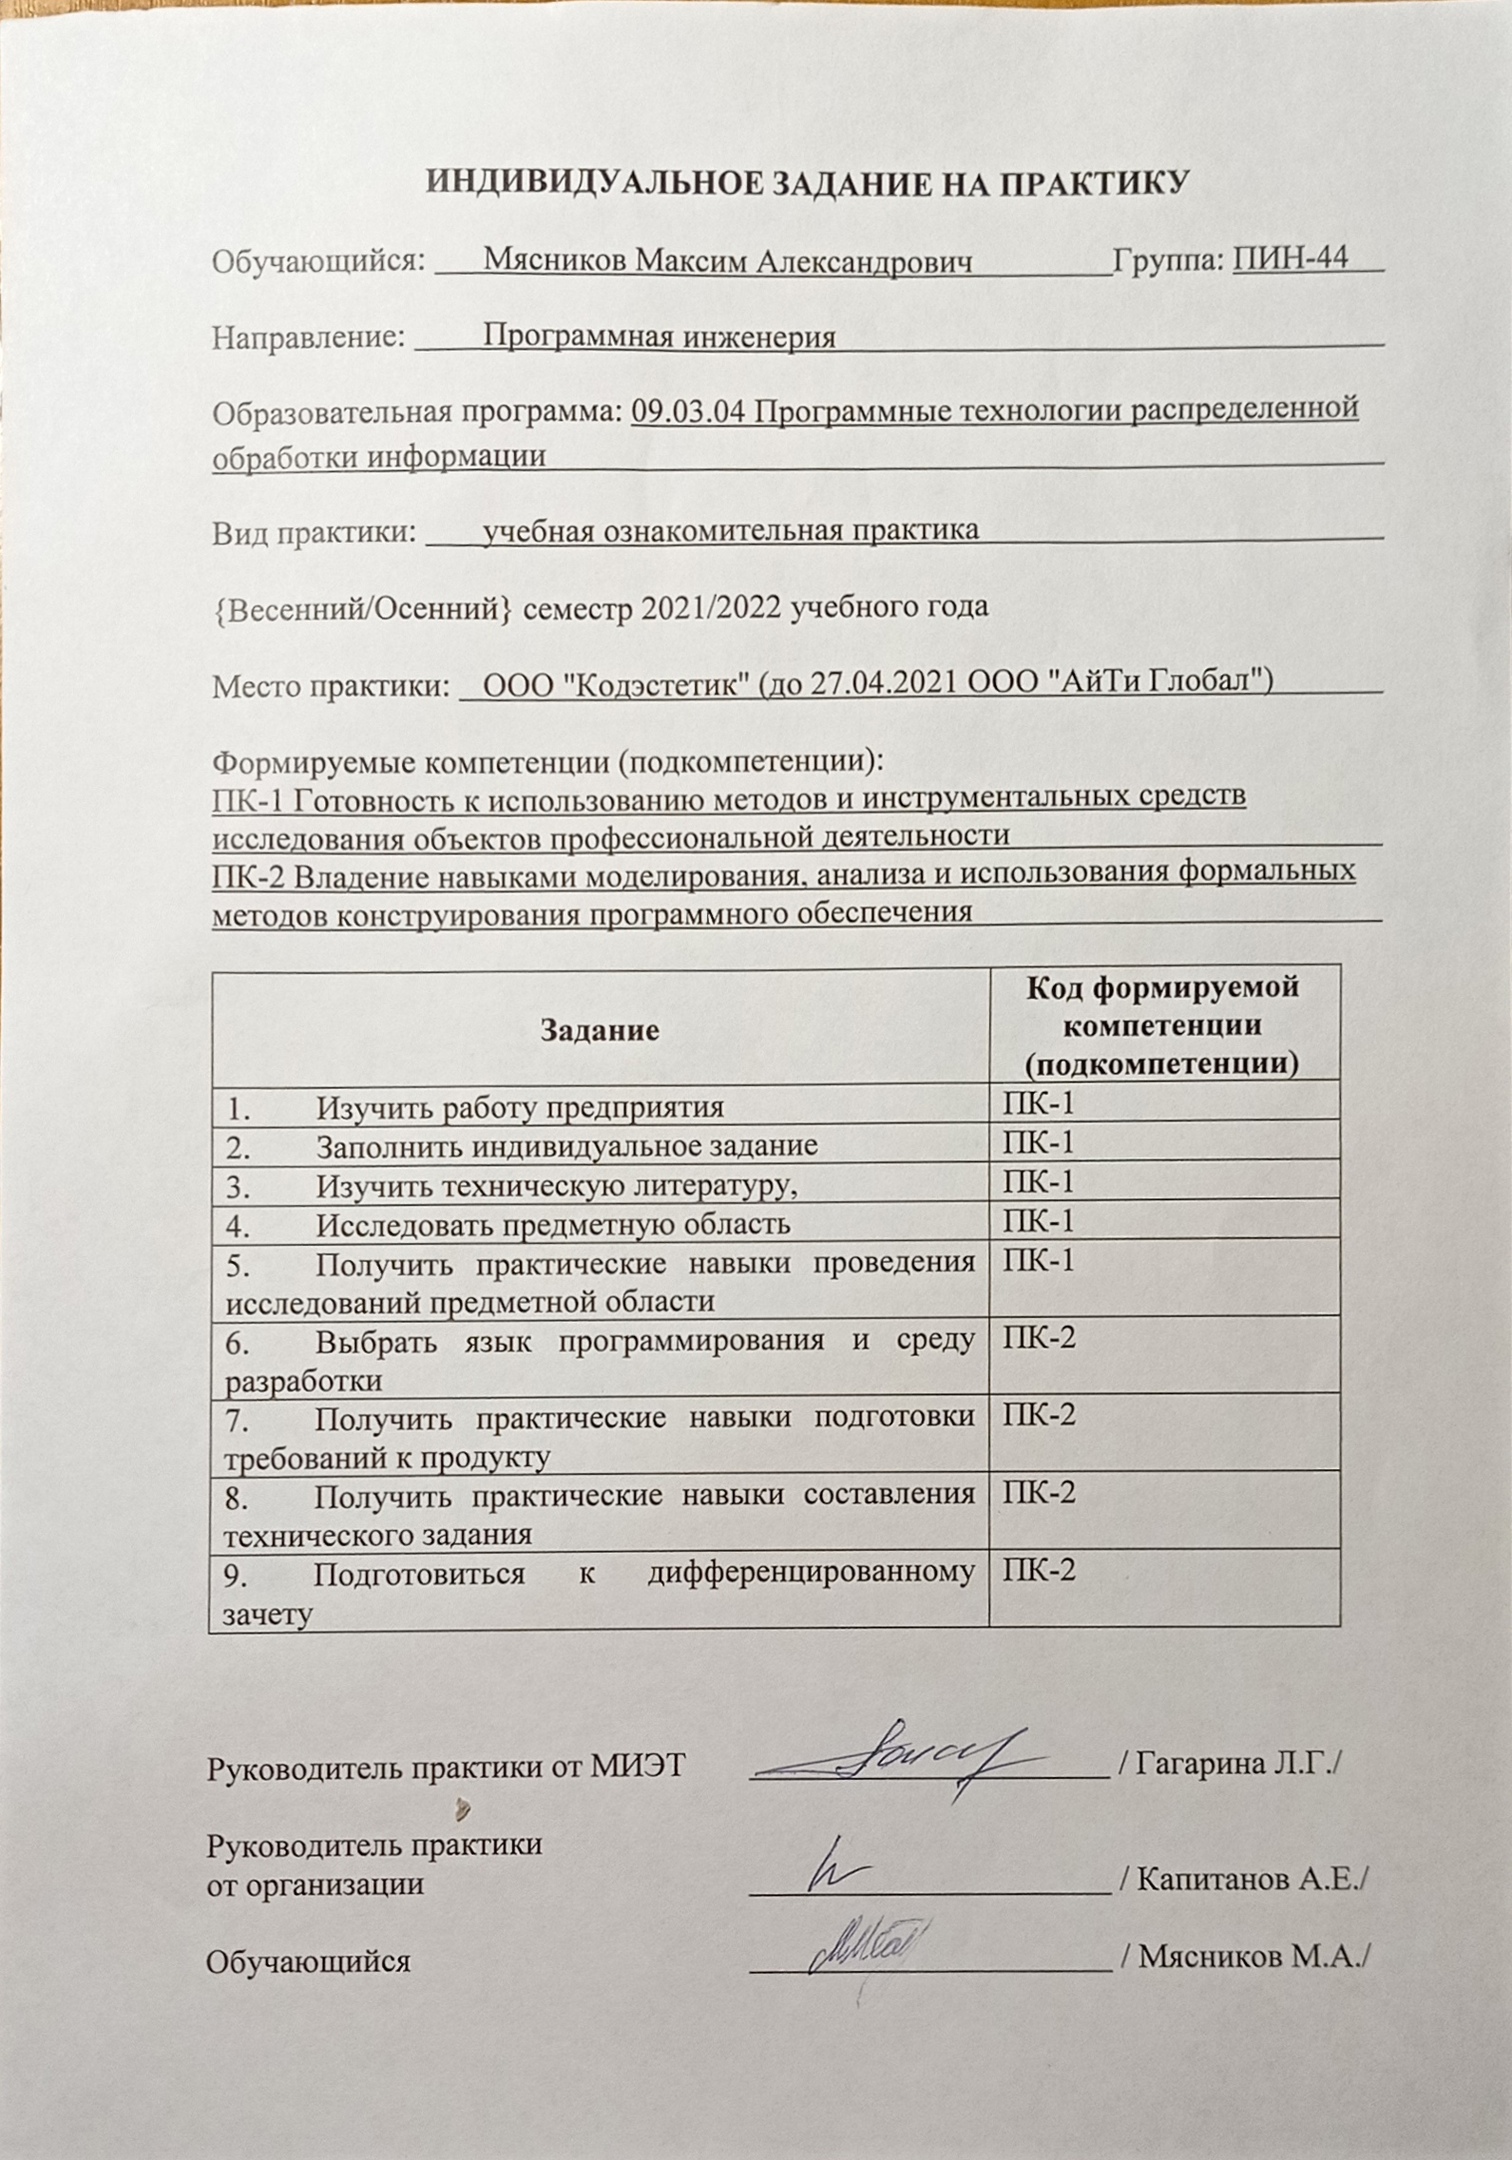 ИНДИВИДУАЛЬНОЕ ЗАДАНИЕ НА ПРАКТИКУ
Обучающийся: Мясников Максим Александрович Группа: ПИН-44
Направление: Программная инженерия
Образовательная программа: 09.03.04 Программные технологии распределенной
обработки информации
Вид практики: учебная ознакомительная практика
{Весенний/Осенний} семестр 2021/2022 учебного года
Место практики: ООО "Кодэстетик" (до 27.04.2021 ООО "АйТи Глобал")
Формируемые компетенции (подкомпетенции):
ПК-1 Готовность к использованию методов и инструментальных средств
исследования объектов профессиональной деятельности
ПК-2 Владение навыками моделирования, анализа и использования формальных
методов конструирования программного обеспечения
Задание
Код формируемой
компетенции
(подкомпетенции)
1. Изучить работу предприятия ПК-1
2. Заполнить индивидуальное задание ПК-1
3. Изучить техническую литературу, ПК-1
4. Исследовать предметную область ПК-1
5. Получить практические навыки проведения ПК-1
исследований предметной области
6. Выбрать язык программирования и среду ПК-2
разработки
7. Получить практические навыки подготовки ПК-2
требований к продукту
8. Получить практические навыки составления ПК-2
технического задания
9. Подготовиться к дифференцированному ПК-2
зачету
Руководитель практики от МИЭТ / Гагарина Л.Г./
Руководитель практики
от организации / Капитанов А.Е./
Обучающийся / Мясников М.А./